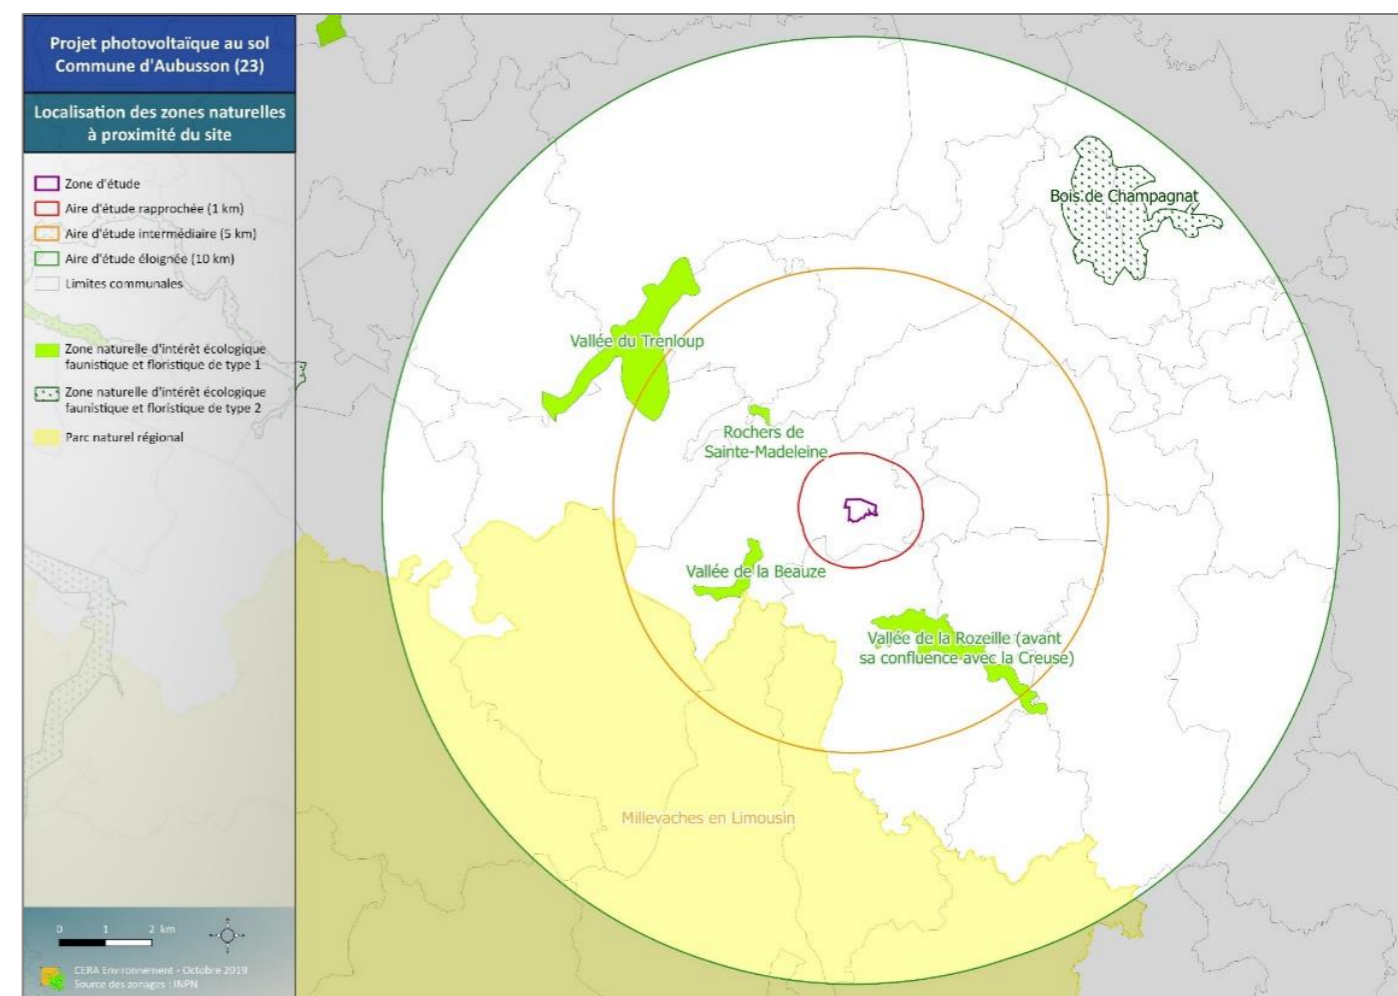 Projet photovoltaïque au sol
Commune d'Aubusson (23)
Localisation des zones naturelles
à proximité du site
Zone d'étude
Aire d'étude rapprochée (1 km)
Aire d'étude intermédiaire (5 km)
Aire d'étude éloignée (10 km)
Limites communales
Zone naturelle d'intérêt écologique
faunistique et floristique de type 1
Zone naturelle d'intérêt écologique
faunistique et floristique de type 2
Parc naturel régional
0 1 2 km
CERA Environnement - Octobre 2019
Source des zonages : INPN
Bois de Champagnat
Vallée du Trenloup
Rochers de
Sainte-Madeleine
Vallée de la Beauze
Vallée de la Rozeille (avant
sa confluence avec la Creuse)
Millevaches en Limousin